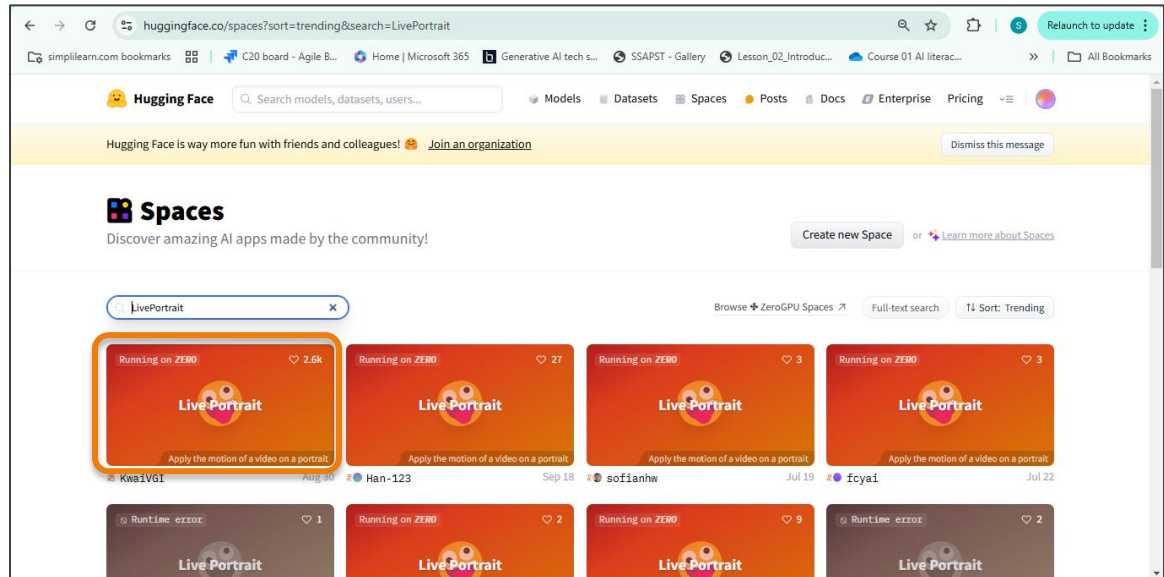 huggingface.co/spaces?sort=trending&search=LivePortrait
S
Relaunch to update
simplilearn.com bookmarks
C20 board - Agile B...
Home | Microsoft 365
Generative AI tech s...
SSAPST - Gallery
Lesson_02_Introduc...
Course 01 AI literac...
»
All Bookmarks
Hugging Face
Search models, datasets, users...
Models
Datasets
Spaces
Posts
Docs
Enterprise
Pricing
Hugging Face is way more fun with friends and colleagues! 🤗 Join an organization
Dismiss this message
Spaces
Discover amazing AI apps made by the community!
Create new Space
or Learn more about Spaces
LivePortrait
Browse ZeroGPU Spaces
Full-text search
Sort: Trending
Running on ZERO
2.6k
Live Portrait
Apply the motion of a video on a portrait
KwaiVGI
Aug 30
Running on ZERO
27
Live Portrait
Apply the motion of a video on a portrait
Han-123
Sep 18
Running on ZERO
3
Live Portrait
Apply the motion of a video on a portrait
sofianhw
Jul 19
Running on ZERO
3
Live Portrait
Apply the motion of a video on a portrait
fcyai
Jul 22
Runtime error
1
Live Portrait
Running on ZERO
2
Live Portrait
Running on ZERO
9
Live Portrait
Runtime error
2
Live Portrait